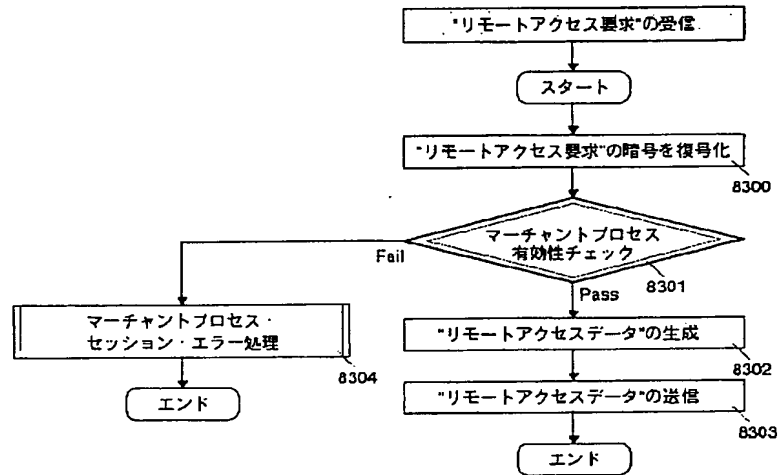 "リモートアクセス要求"の受信
スタート
"リモートアクセス要求"の暗号を復号化
8300
マーチャントプロセス
有効性チェック
8301
Fail
Pass
マーチャントプロセス・
セッション・エラー処理
8304
エンド
"リモートアクセスデータ"の生成
8302
"リモートアクセスデータ"の送信
8303
エンド